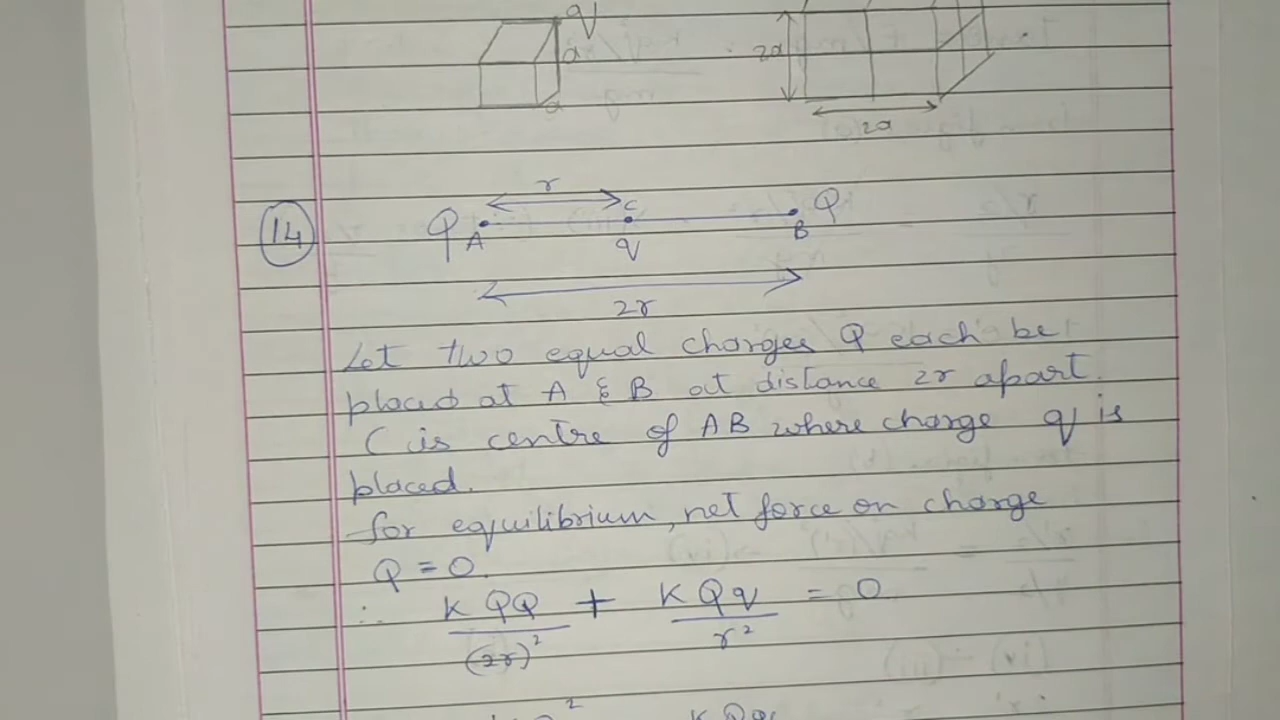 q
a
a
2a
2a
14
r
Q A C B Q
q
2r
Let two equal charges Q each be
placed at A & B at distance 2r apart.
C is centre of AB where charge q is
placed.
for equilibrium, net force on charge
Q = 0.
∴ KQQ/(2r)² + KQq/r² = 0